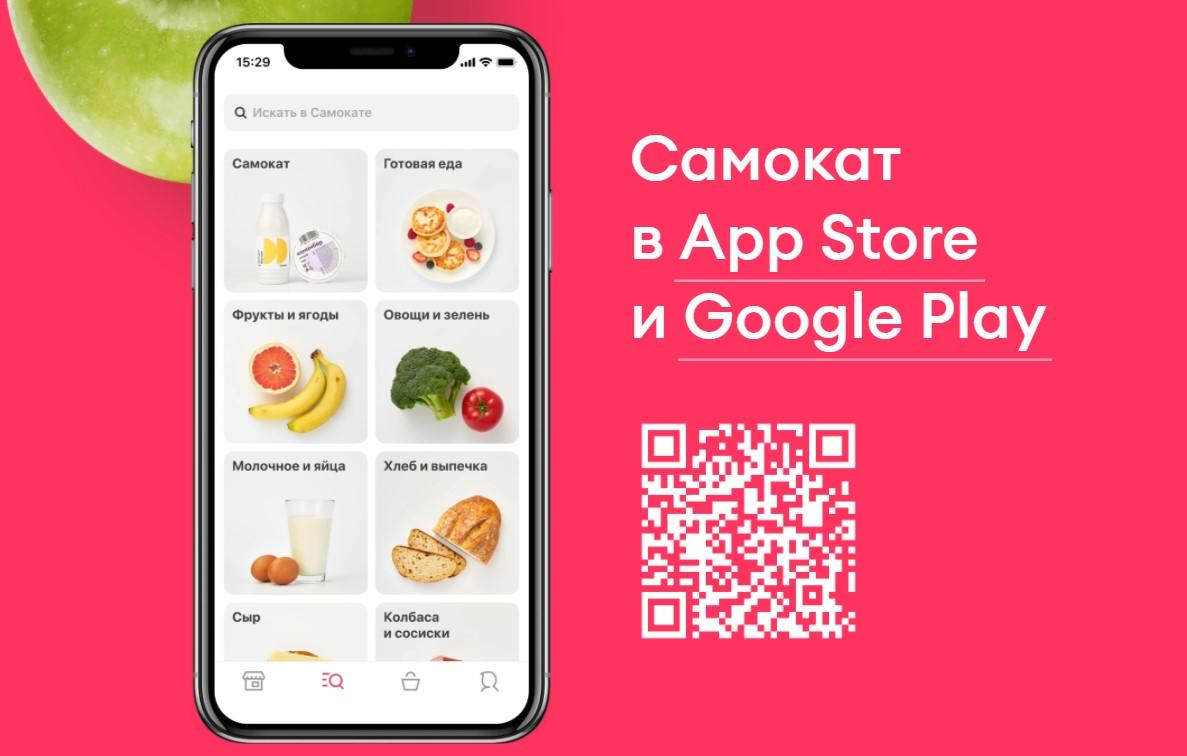 15:29
Искать в Самокате
Самокат
Готовая еда
камамбер
Фрукты и ягоды
Овощи и зелень
Молочное и яйца
Хлеб и выпечка
Сыр
Колбаса
и сосиски
Самокат
в App Store
и Google Play